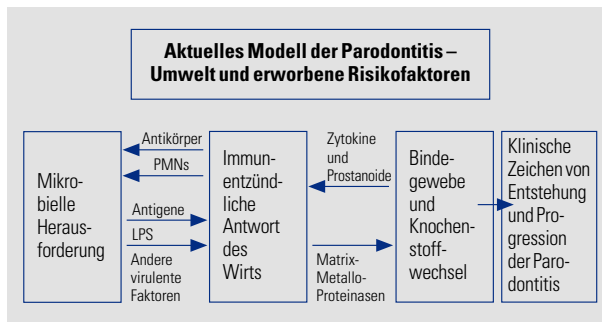 Aktuelles Modell der Parodontitis –
Umwelt und erworbene Risikofaktoren
Mikro-
bielle
Heraus-
forderung
Antikörper
PMNs
Antigene
LPS
Andere
virulente
Faktoren
Immun-
entzünd-
liche
Antwort
des
Wirts
Zytokine
und
Prostanoide
Matrix-
Metallo-
Proteinasen
Binde-
gewebe
und
Knochen-
stoff-
wechsel
Klinische
Zeichen von
Entstehung
und Pro-
gression
der Paro-
dontitis